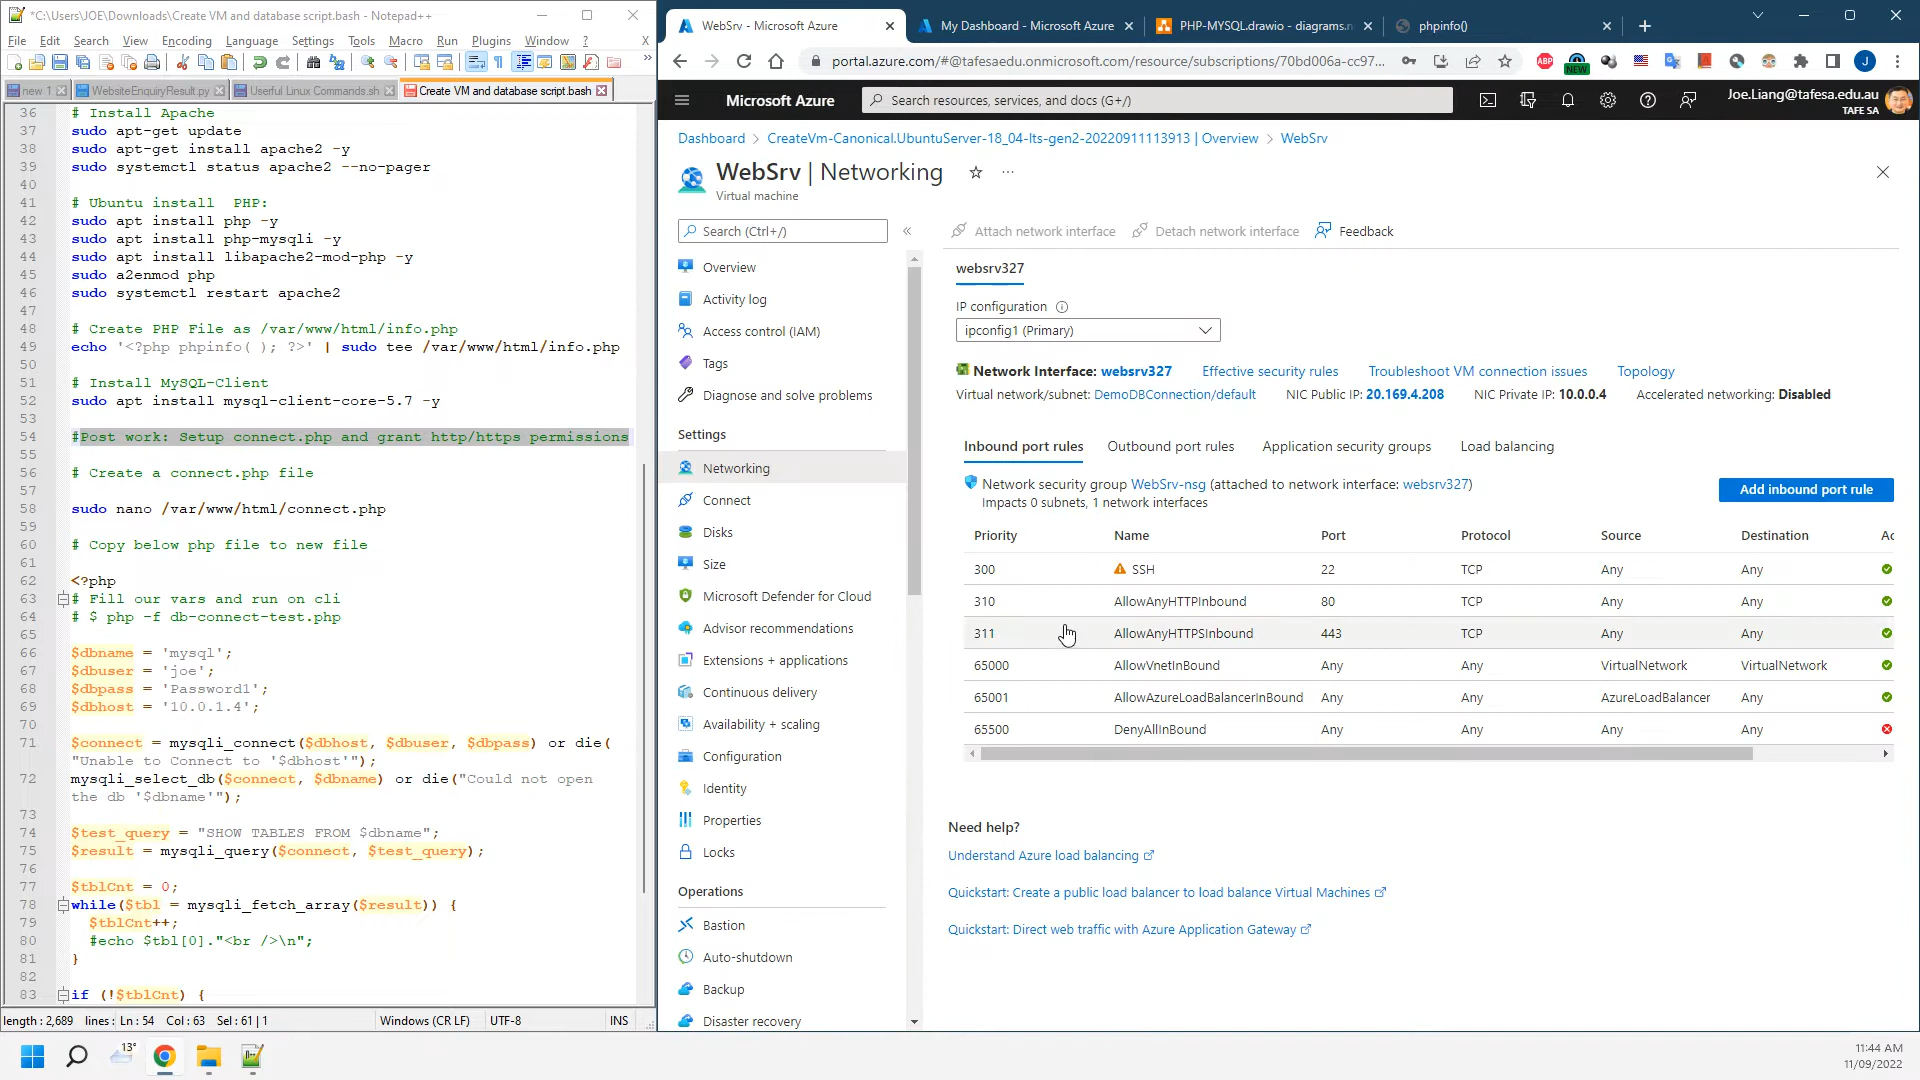 *C:\Users\JOE\Downloads\Create VM and database script.bash - Notepad++
File Edit Search View Encoding Language Settings Tools Macro Run Plugins Window ? X
new 1 WebsiteEnquiryResult.py Userful Linux Commands.sh Create VM and database script.bash
36 # Install Apache
37 sudo apt-get update
38 sudo apt-get install apache2 -y
39 sudo systemctl status apache2 --no-pager
40
41 # Ubuntu install  PHP:
42 sudo apt install php -y
43 sudo apt install php-mysqli -y
44 sudo apt install libapache2-mod-php -y
45 sudo a2enmod php
46 sudo systemctl restart apache2
47
48 # Create PHP File as /var/www/html/info.php
49 echo '<?php phpinfo( ); ?>' | sudo tee /var/www/html/info.php
50
51 # Install MySQL-Client
52 sudo apt install mysql-client-core-5.7 -y
53
54 #Post work: Setup connect.php and grant http/https permissions
55
56 # Create a connect.php file
57
58 sudo nano /var/www/html/connect.php
59
60 # Copy below php file to new file
61
62 <?php
63 # Fill our vars and run on cli
64 # $ php -f db-connect-test.php
65
66 $dbname = 'mysql';
67 $dbuser = 'joe';
68 $dbpass = 'Password1';
69 $dbhost = '10.0.1.4';
70
71 $connect = mysqli_connect($dbhost, $dbuser, $dbpass) or die(
"Unable to Connect to '$dbhost'");
72 mysqli_select_db($connect, $dbname) or die("Could not open
the db '$dbname'");
73
74 $test_query = "SHOW TABLES FROM $dbname";
75 $result = mysqli_query($connect, $test_query);
76
77 $tblCnt = 0;
78 while($tbl = mysqli_fetch_array($result)) {
79 $tblCnt++;
80 #echo $tbl[0]."<br />\n";
81 }
82
83 if (!$tblCnt) {
length : 2,689 lines : Ln : 54 Col : 63 Sel : 61 | 1 Windows (CR LF) UTF-8 INS
WebSrv - Microsoft Azure My Dashboard - Microsoft Azure PHP-MYSQL.drawio - diagrams.n phpinfo()
portal.azure.com/#@tafesaedu.onmicrosoft.com/resource/subscriptions/70bd006a-cc97... ABP NEW J
Microsoft Azure Search resources, services, and docs (G+/) Joe.Liang@tafesa.edu.au
TAFE SA
Dashboard > CreateVm-Canonical.UbuntuServer-18_04-lts-gen2-20220911113913 | Overview > WebSrv
WebSrv | Networking ...
Virtual machine
Search (Ctrl+/) «
Overview
Activity log
Access control (IAM)
Tags
Diagnose and solve problems
Settings
Networking
Connect
Disks
Size
Microsoft Defender for Cloud
Advisor recommendations
Extensions + applications
Continuous delivery
Availability + scaling
Configuration
Identity
Properties
Locks
Operations
Bastion
Auto-shutdown
Backup
Disaster recovery
Attach network interface Detach network interface Feedback
websrv327
IP configuration
ipconfig1 (Primary)
Network Interface: websrv327 Effective security rules Troubleshoot VM connection issues Topology
Virtual network/subnet: DemoDBConnection/default NIC Public IP: 20.169.4.208 NIC Private IP: 10.0.0.4 Accelerated networking: Disabled
Inbound port rules Outbound port rules Application security groups Load balancing
Network security group WebSrv-nsg (attached to network interface: websrv327)
Impacts 0 subnets, 1 network interfaces
Add inbound port rule
Priority Name Port Protocol Source Destination Ac
300 SSH 22 TCP Any Any
310 AllowAnyHTTPInbound 80 TCP Any Any
311 AllowAnyHTTPSInbound 443 TCP Any Any
65000 AllowVnetInBound Any Any VirtualNetwork VirtualNetwork
65001 AllowAzureLoadBalancerInBound Any Any AzureLoadBalancer Any
65500 DenyAllInBound Any Any Any Any
Need help?
Understand Azure load balancing
Quickstart: Create a public load balancer to load balance Virtual Machines
Quickstart: Direct web traffic with Azure Application Gateway
13°
11:44 AM
11/09/2022